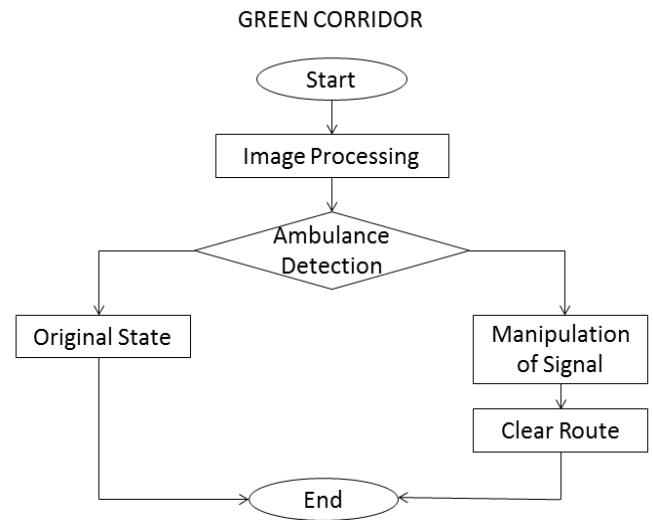 GREEN CORRIDOR
Start
Image Processing
Ambulance
Detection
Original State
Manipulation
of Signal
Clear Route
End